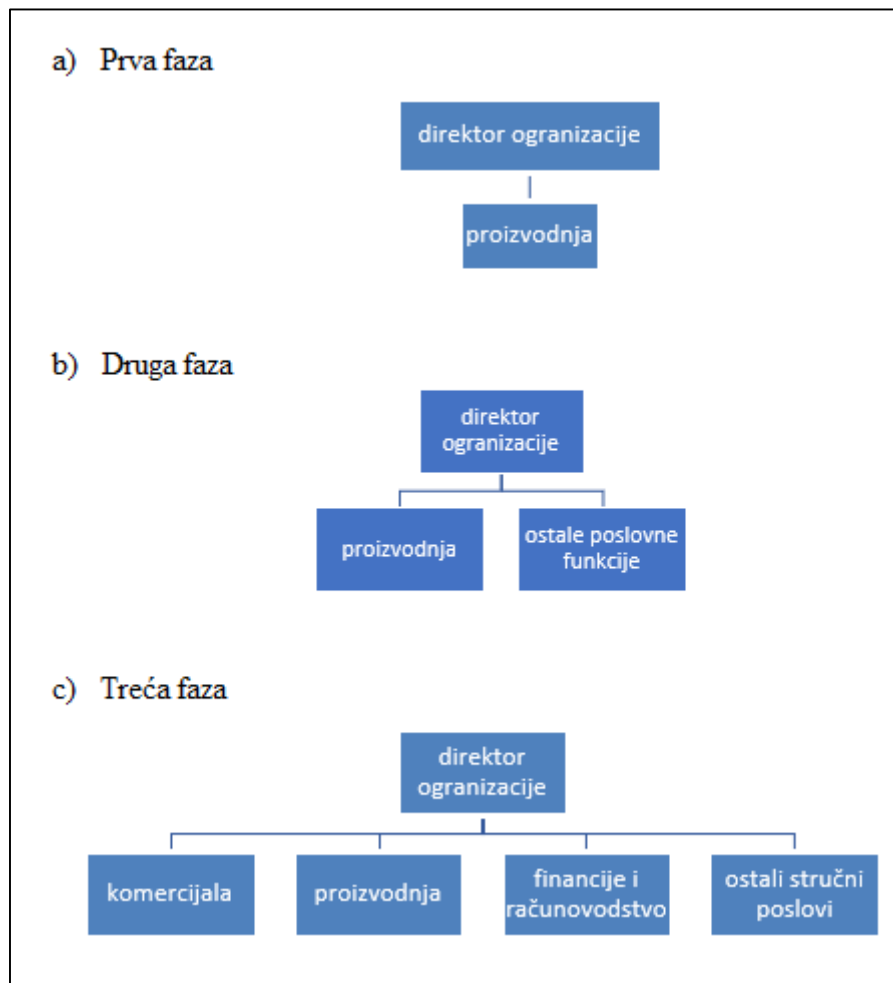 a) Prva faza
direktor ogranizacije
proizvodnja
b) Druga faza
direktor
ogranizacije
proizvodnja
ostale poslovne
funkcije
c) Treća faza
direktor
ogranizacije
komercijala
proizvodnja
financije i
računovodstvo
ostali stručni
poslovi